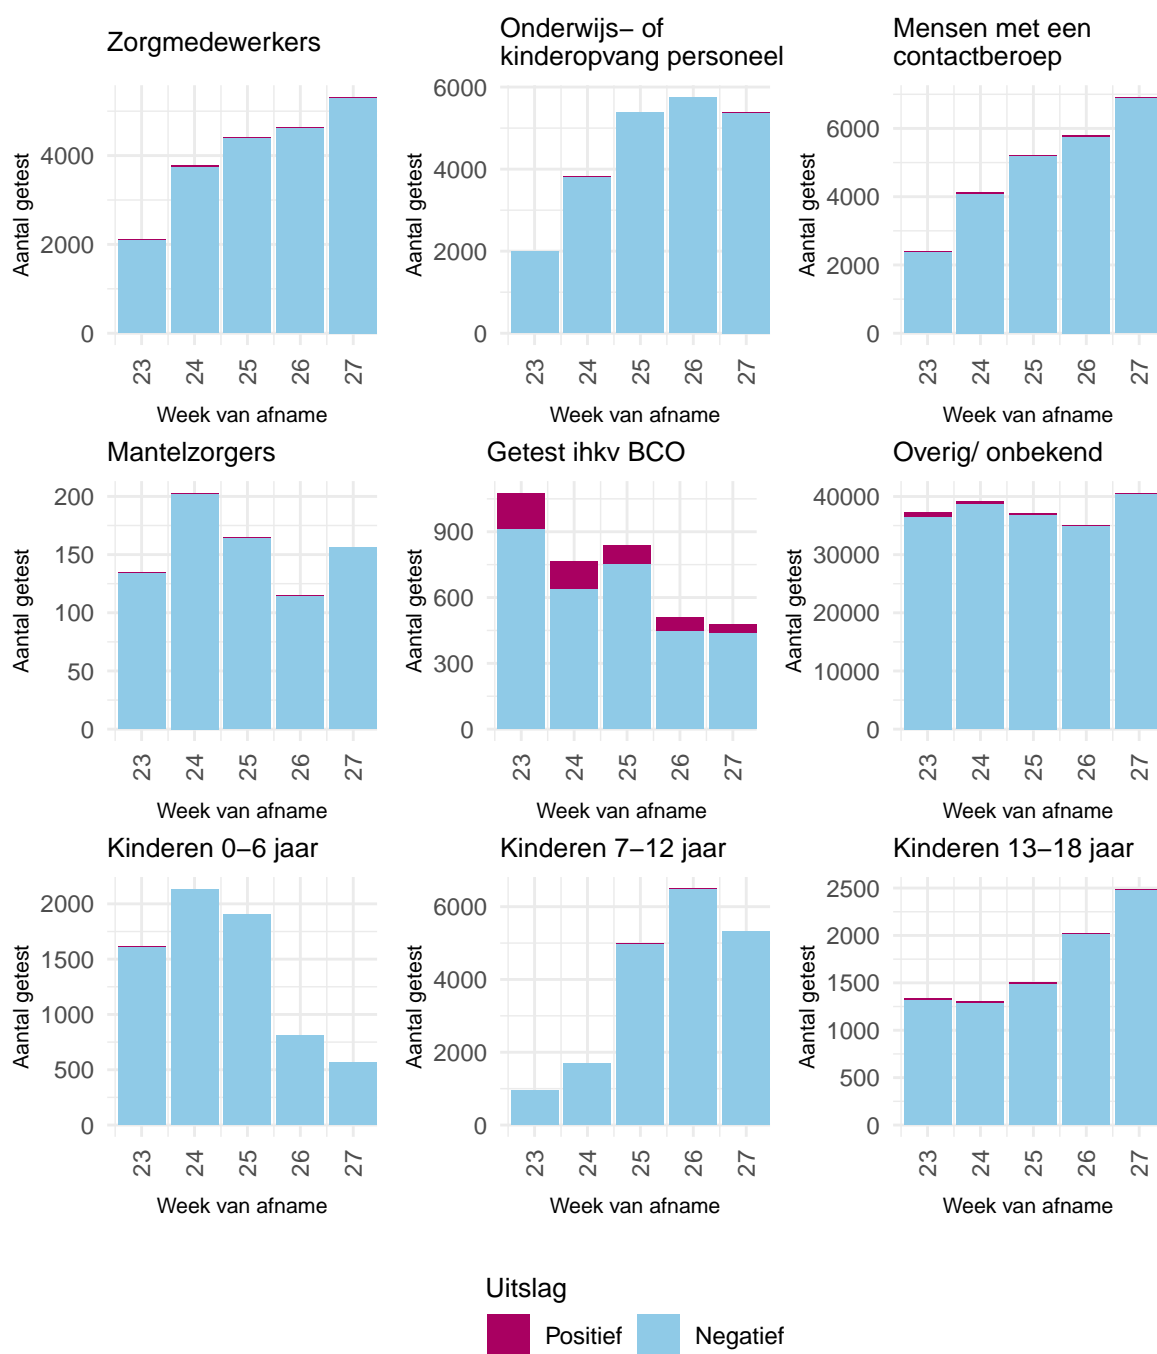 Zorgmedewerkers
Aantal getest
4000
2000
0
23
24
25
26
27
Week van afname
Onderwijs– of
kinderopvang personeel
Aantal getest
6000
4000
2000
0
23
24
25
26
27
Week van afname
Mensen met een
contactberoep
Aantal getest
6000
4000
2000
0
23
24
25
26
27
Week van afname
Mantelzorgers
Aantal getest
200
150
100
50
0
23
24
25
26
27
Week van afname
Getest ihkv BCO
Aantal getest
900
600
300
0
23
24
25
26
27
Week van afname
Overig/ onbekend
Aantal getest
40000
30000
20000
10000
0
23
24
25
26
27
Week van afname
Kinderen 0–6 jaar
Aantal getest
2000
1500
1000
500
0
23
24
25
26
27
Week van afname
Kinderen 7–12 jaar
Aantal getest
6000
4000
2000
0
23
24
25
26
27
Week van afname
Kinderen 13–18 jaar
Aantal getest
2500
2000
1500
1000
500
0
23
24
25
26
27
Week van afname
Uitslag
Positief
Negatief